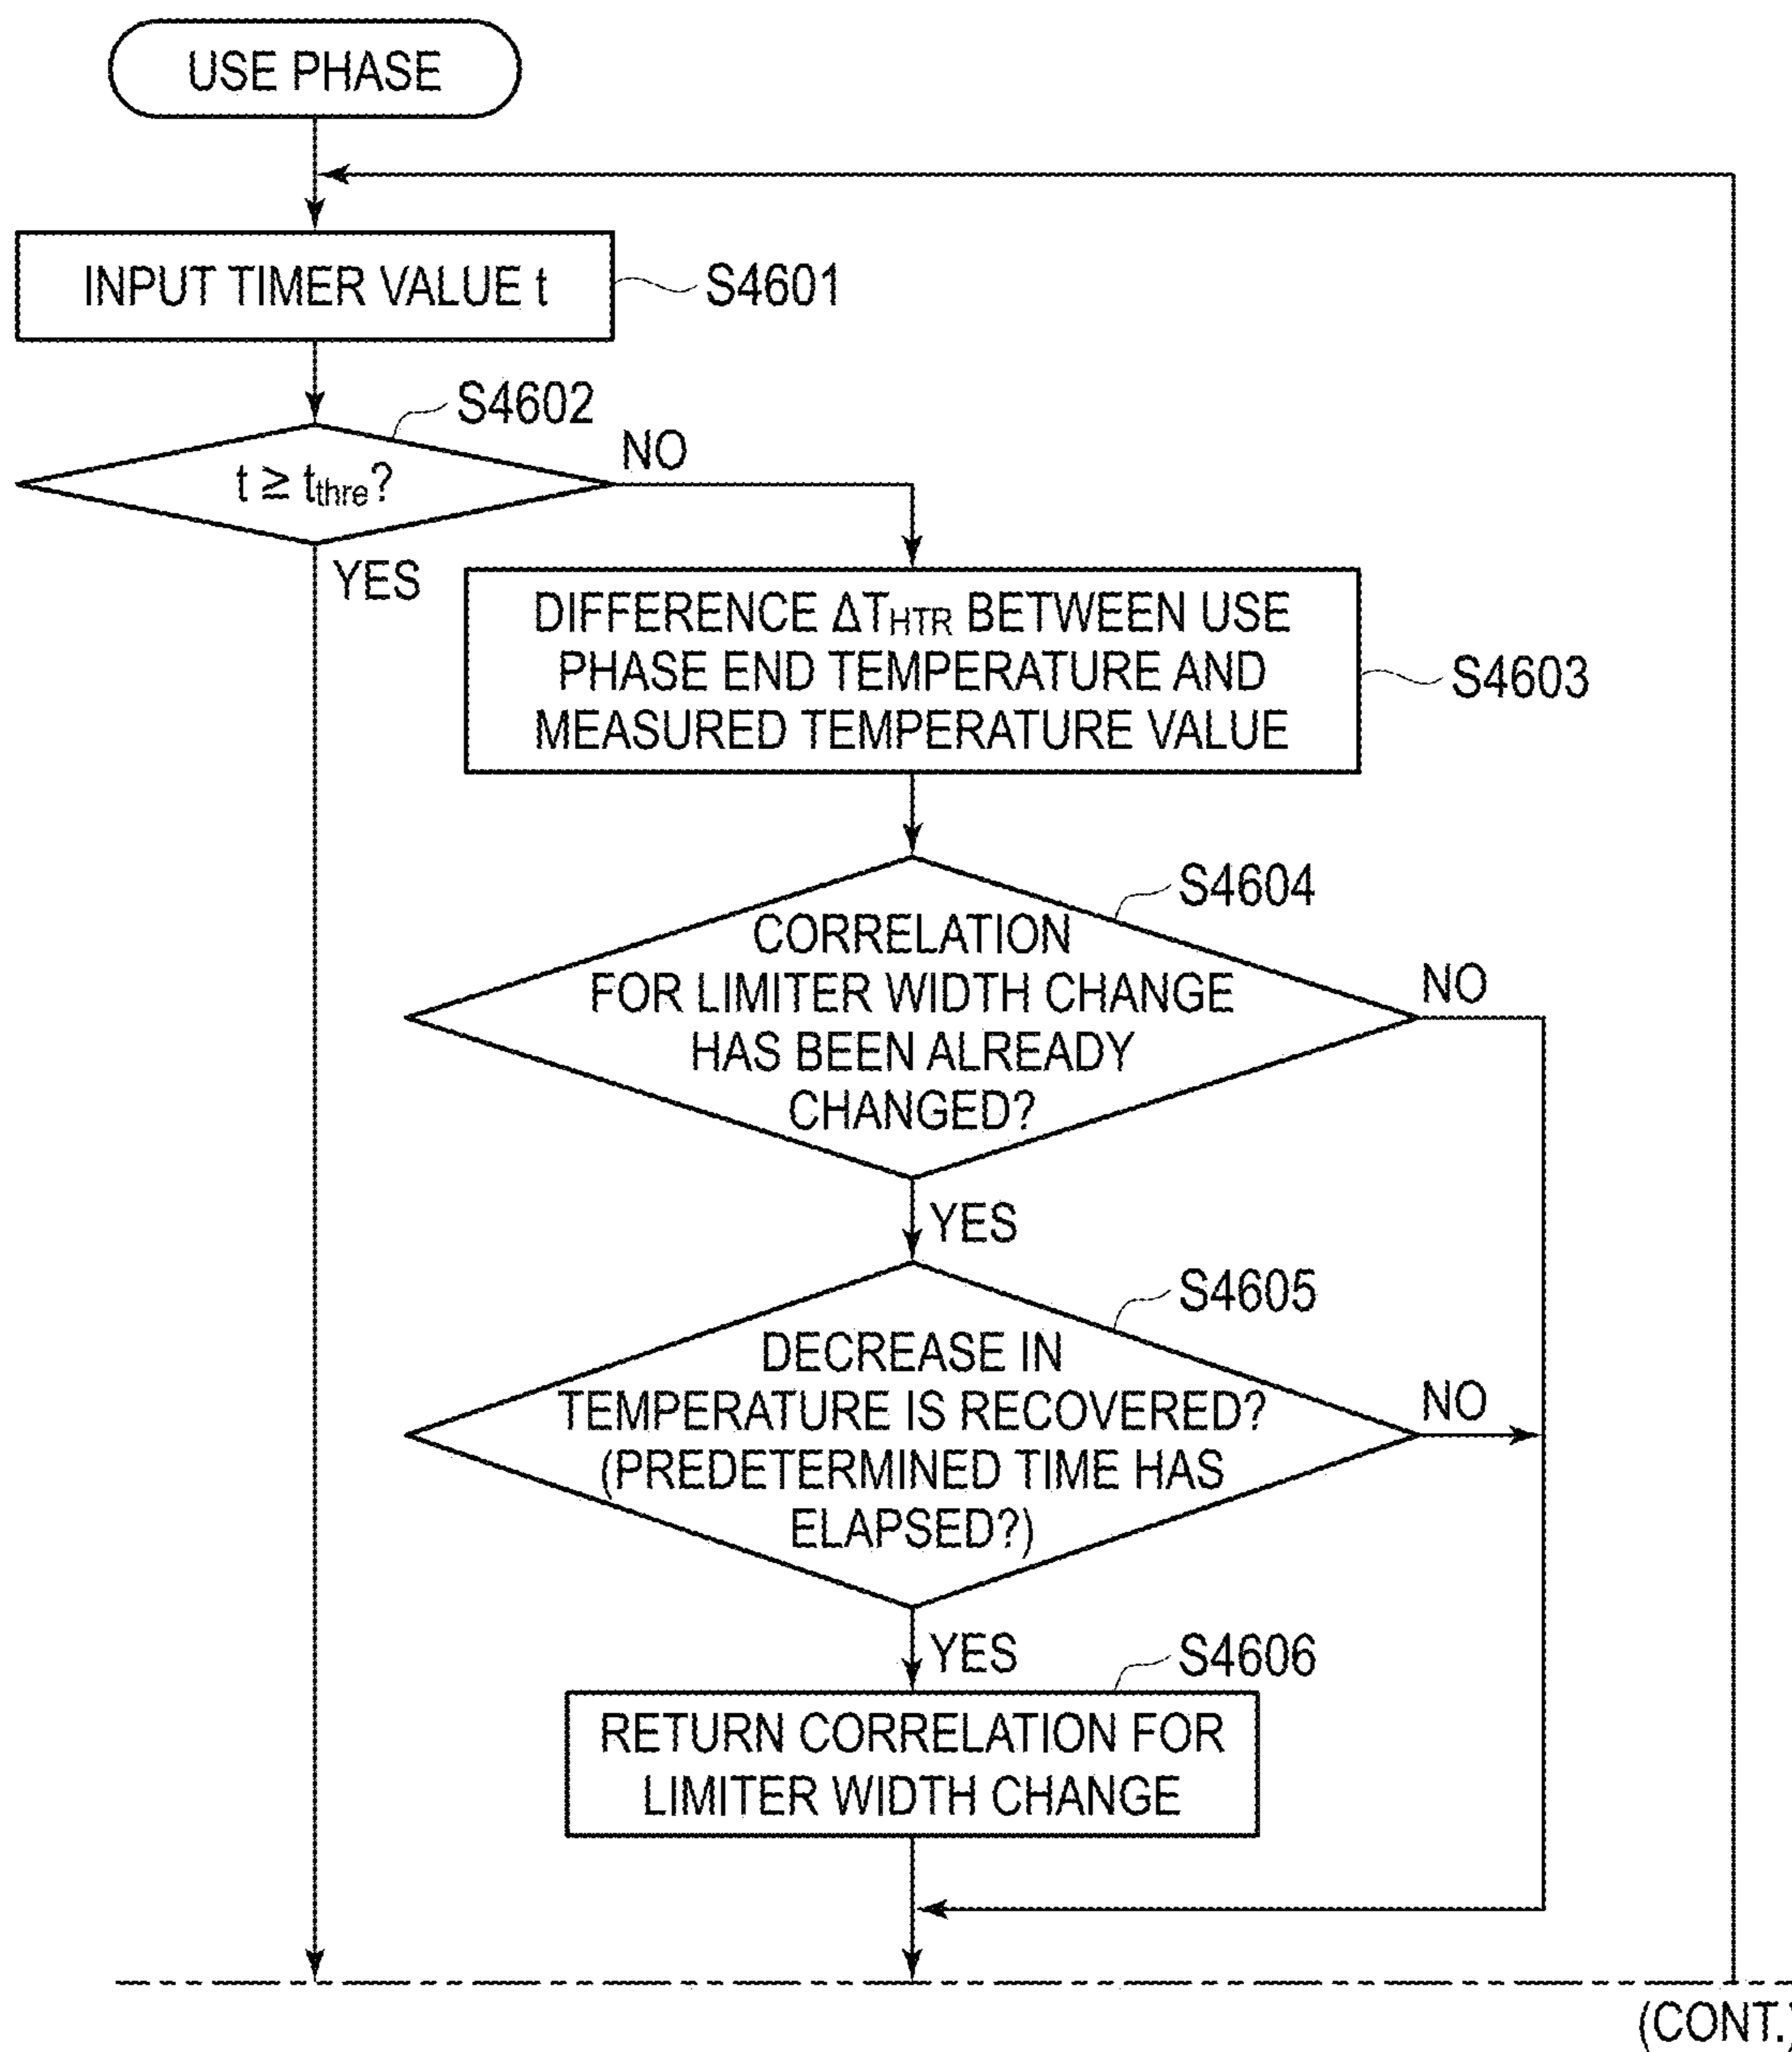 USE PHASE
INPUT TIMER VALUE t
S4601
S4602
t ≥ tthre?
NO
YES
DIFFERENCE ΔTHTR BETWEEN USE
PHASE END TEMPERATURE AND
MEASURED TEMPERATURE VALUE
S4603
S4604
CORRELATION
FOR LIMITER WIDTH CHANGE
HAS BEEN ALREADY
CHANGED?
NO
YES
S4605
DECREASE IN
TEMPERATURE IS RECOVERED?
(PREDETERMINED TIME HAS
ELAPSED?)
NO
YES
S4606
RETURN CORRELATION FOR
LIMITER WIDTH CHANGE
(CONT.)